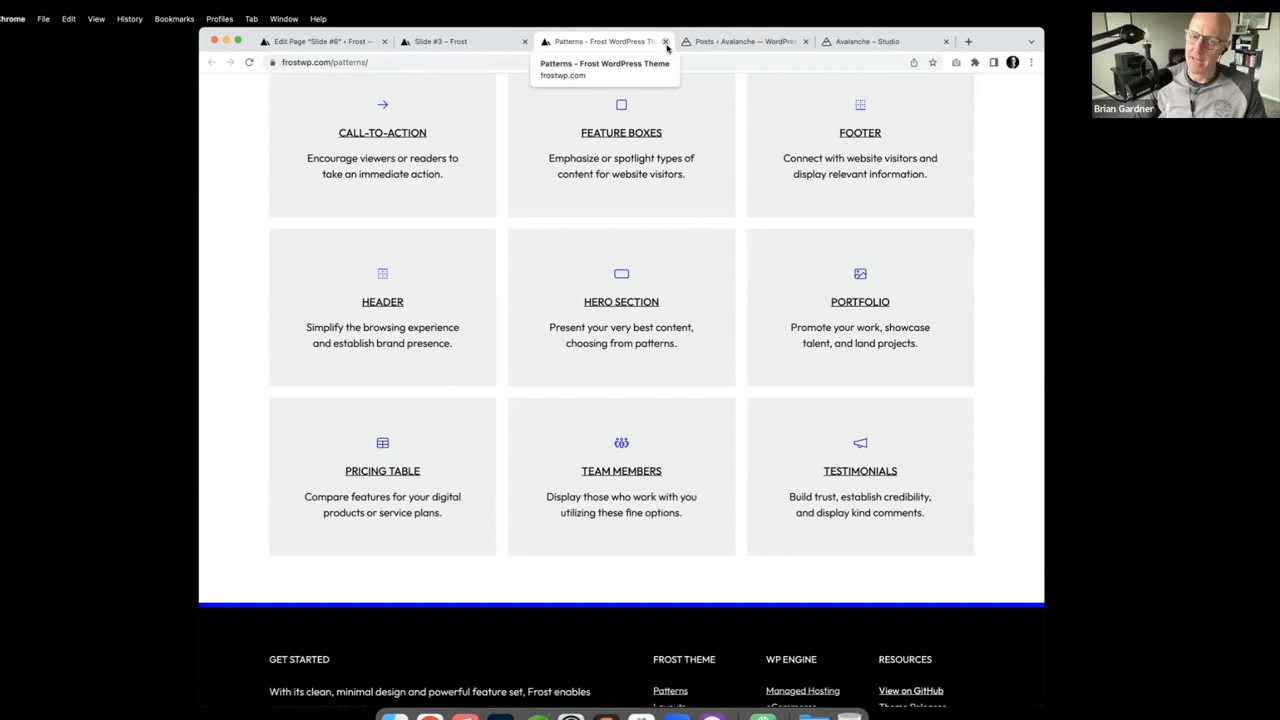 Chrome File Edit View History Bookmarks Profiles Tab Window Help
Edit Page "Slide #6" ‹ Frost —
Slide #3 – Frost
Patterns - Frost WordPress Th
Posts ‹ Avalanche — WordPres
Avalanche – Studio
frostwp.com/patterns/
Patterns - Frost WordPress Theme
frostwp.com
Brian Gardner
CALL-TO-ACTION
Encourage viewers or readers to
take an immediate action.
FEATURE BOXES
Emphasize or spotlight types of
content for website visitors.
FOOTER
Connect with website visitors and
display relevant information.
HEADER
Simplify the browsing experience
and establish brand presence.
HERO SECTION
Present your very best content,
choosing from patterns.
PORTFOLIO
Promote your work, showcase
talent, and land projects.
PRICING TABLE
Compare features for your digital
products or service plans.
TEAM MEMBERS
Display those who work with you
utilizing these fine options.
TESTIMONIALS
Build trust, establish credibility,
and display kind comments.
GET STARTED
With its clean, minimal design and powerful feature set, Frost enables
FROST THEME
Patterns
Layouts
WP ENGINE
Managed Hosting
eCommerce
RESOURCES
View on GitHub
Theme Releases